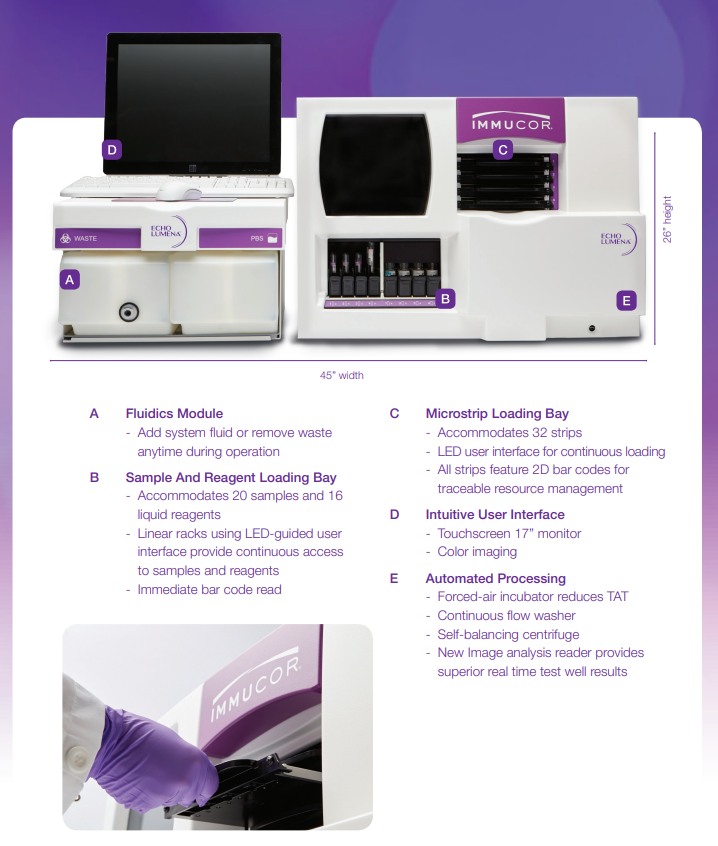 D
IMMUCOR
C
26" height
WASTE
ECHO
LUMENA
PBS
ECHO
LUMENA
A
B
E
45" width
A Fluidics Module
- Add system fluid or remove waste
anytime during operation
B Sample And Reagent Loading Bay
- Accommodates 20 samples and 16
liquid reagents
- Linear racks using LED-guided user
interface provide continuous access
to samples and reagents
- Immediate bar code read
C Microstrip Loading Bay
- Accommodates 32 strips
- LED user interface for continuous loading
- All strips feature 2D bar codes for
traceable resource management
D Intuitive User Interface
- Touchscreen 17" monitor
- Color imaging
E Automated Processing
- Forced-air incubator reduces TAT
- Continuous flow washer
- Self-balancing centrifuge
- New Image analysis reader provides
superior real time test well results
IMMUCOR